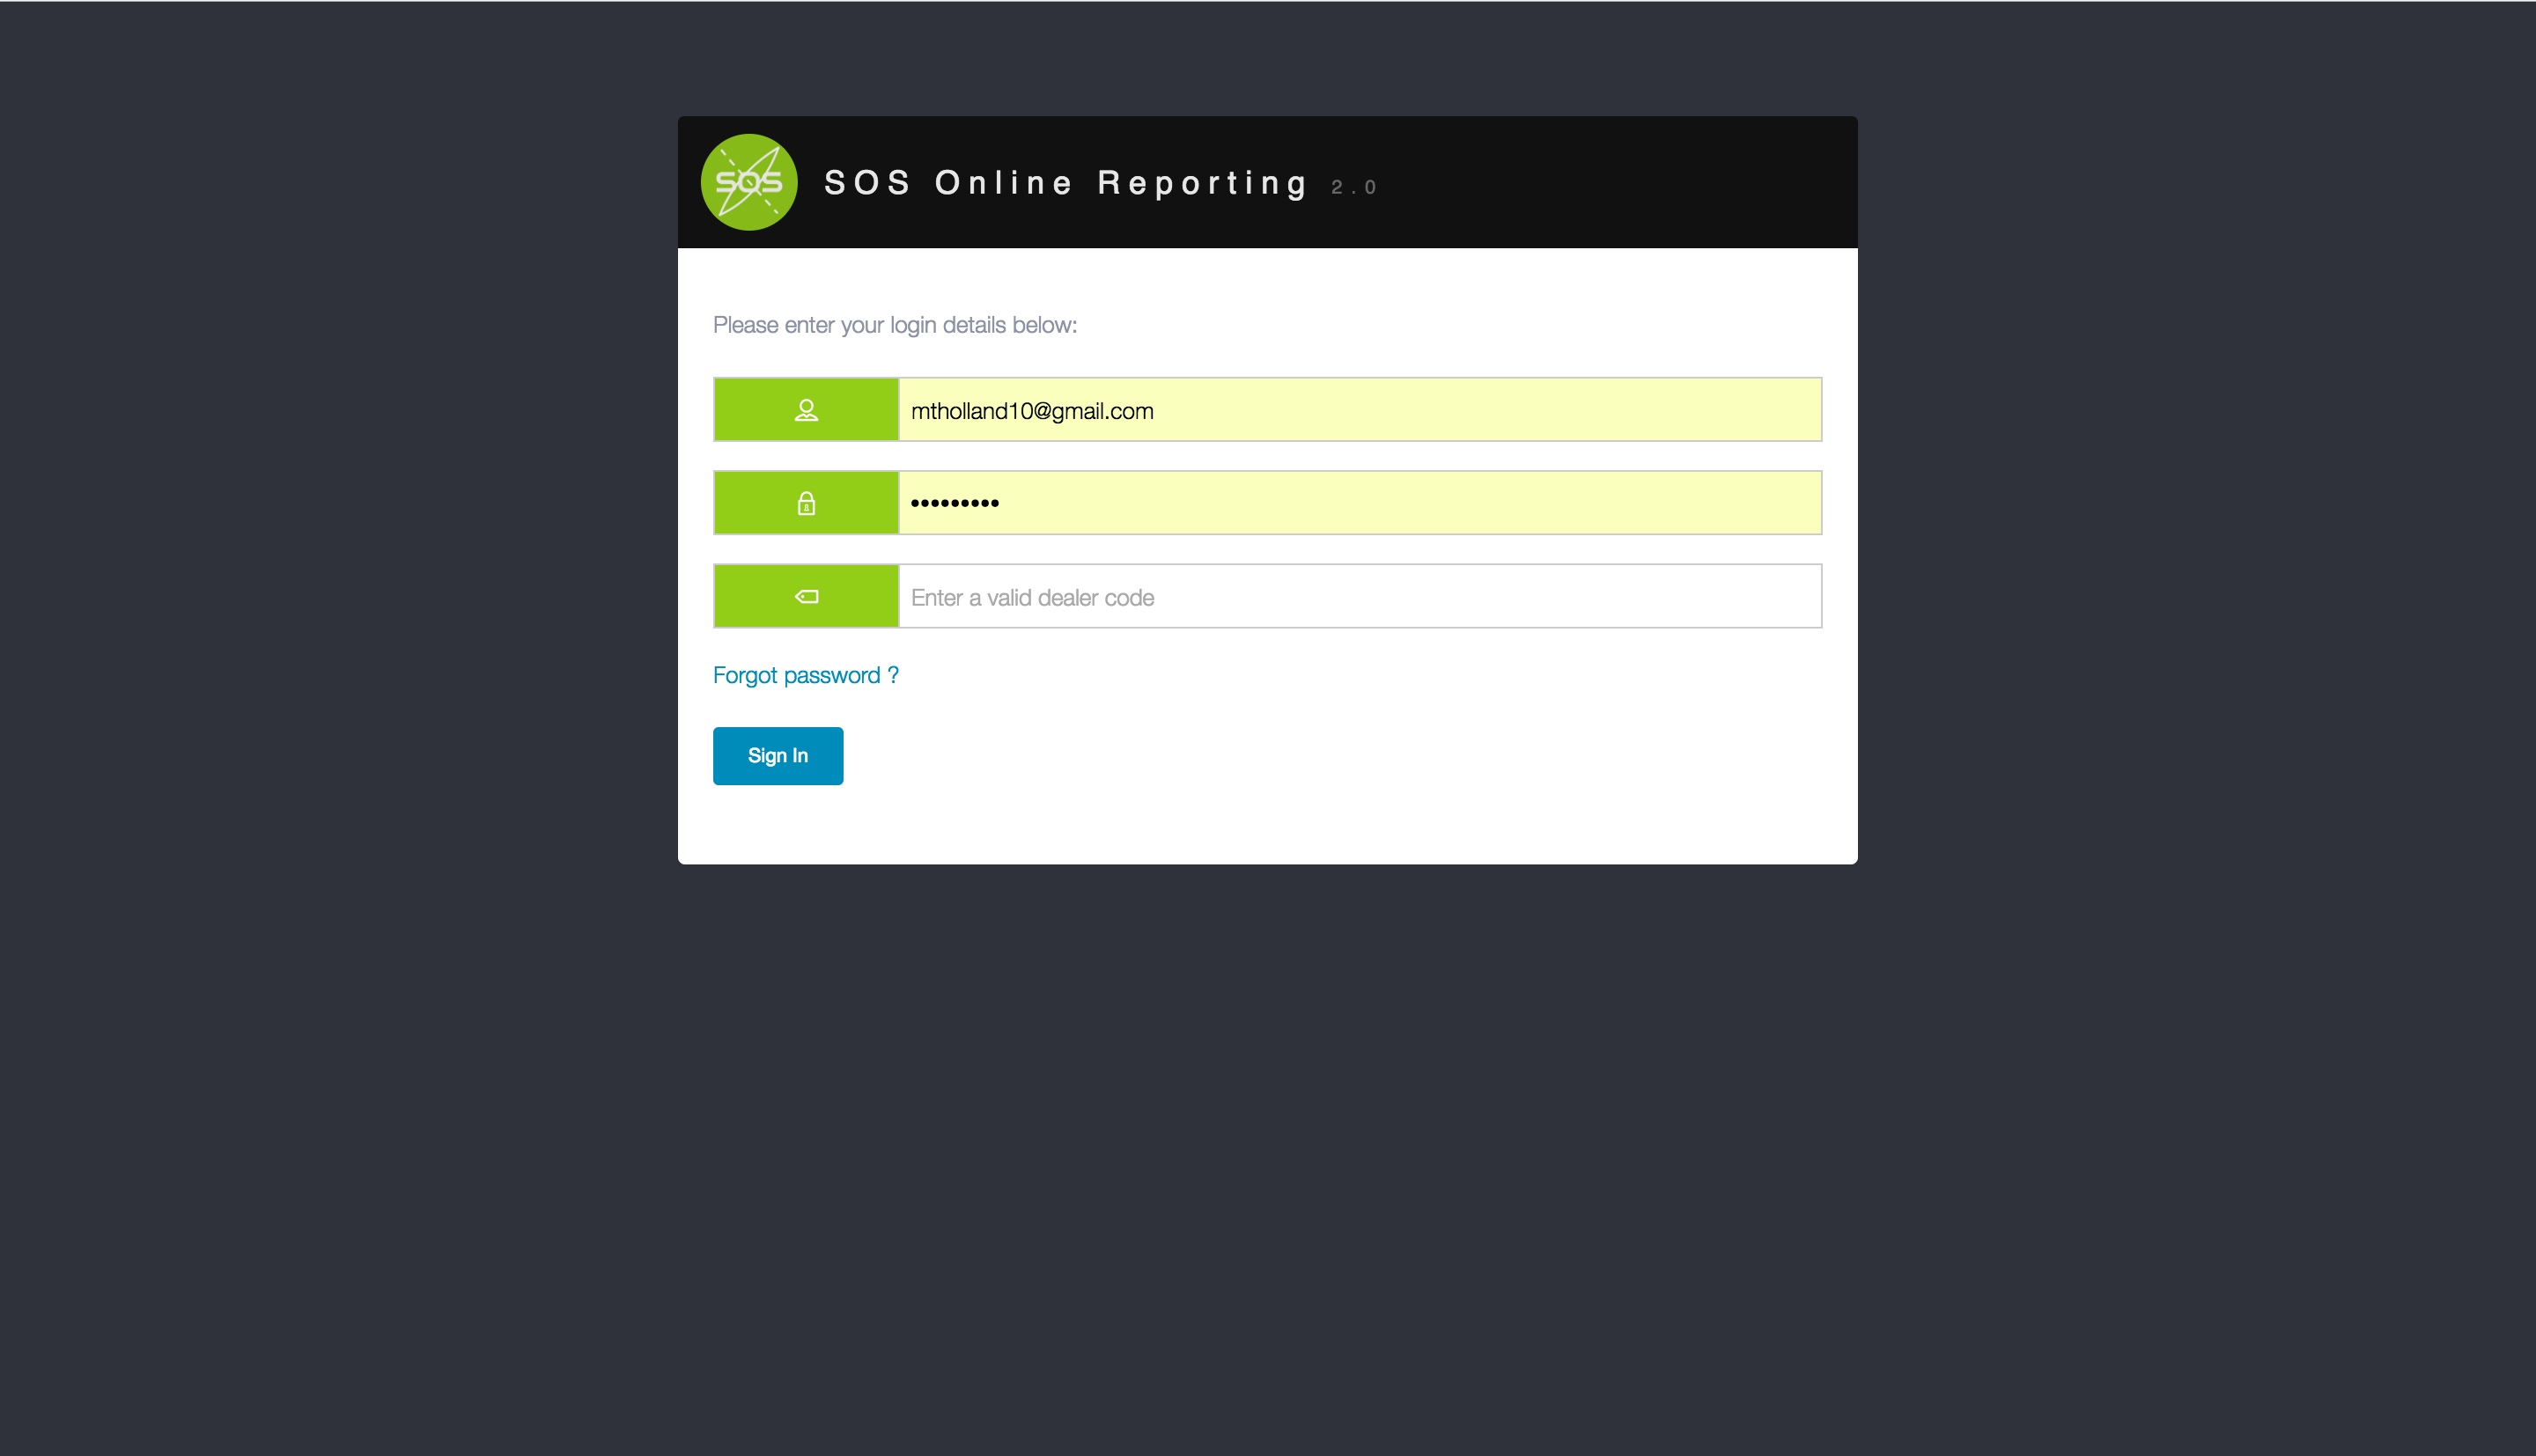 SOS
SOS Online Reporting 2.0
Please enter your login details below:
mtholland10@gmail.com
•••••••••
Enter a valid dealer code
Forgot password ?
Sign In